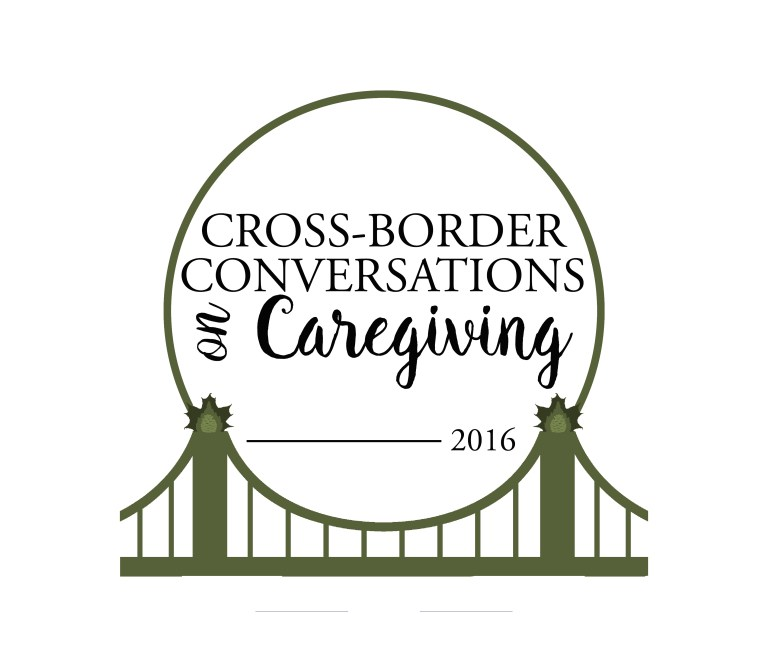 CROSS-BORDER
CONVERSATIONS
on Caregiving
2016